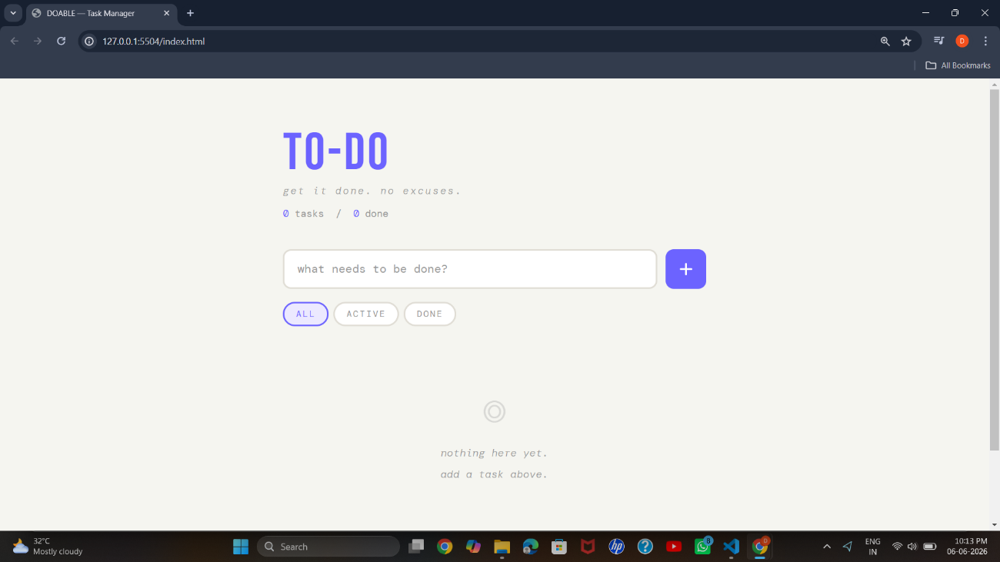 DOABLE — Task Manager
127.0.0.1:5504/index.html
D
All Bookmarks
TO-DO
get it done. no excuses.
0 tasks / 0 done
what needs to be done?
+
ALL ACTIVE DONE
nothing here yet.
add a task above.
32°C
Mostly cloudy
Search
hp
?
8
D
ENG
IN
10:13 PM
06-06-2026